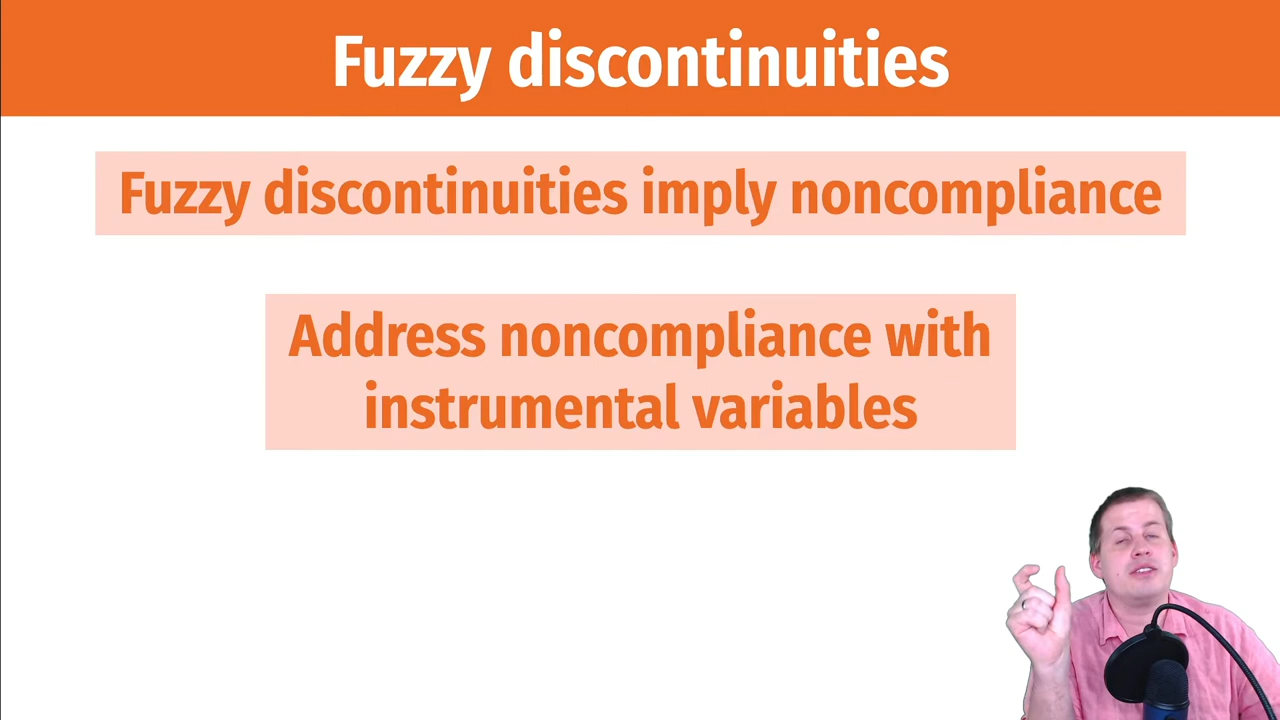 Fuzzy discontinuities
Fuzzy discontinuities imply noncompliance
Address noncompliance with
instrumental variables